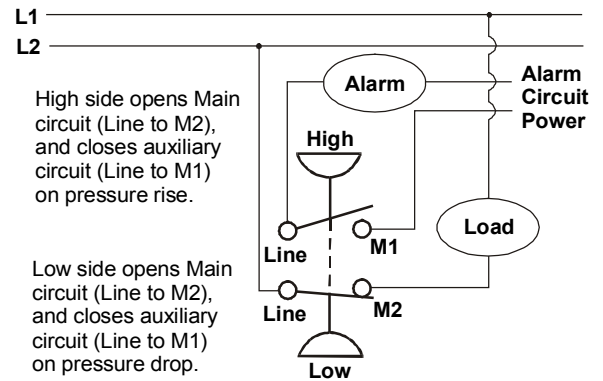 L1
L2
Alarm
Alarm
Circuit
Power
High side opens Main
circuit (Line to M2),
and closes auxiliary
circuit (Line to M1)
on pressure rise.
High
Line
M1
Load
Low side opens Main
circuit (Line to M2),
and closes auxiliary
circuit (Line to M1)
on pressure drop.
Line
M2
Low